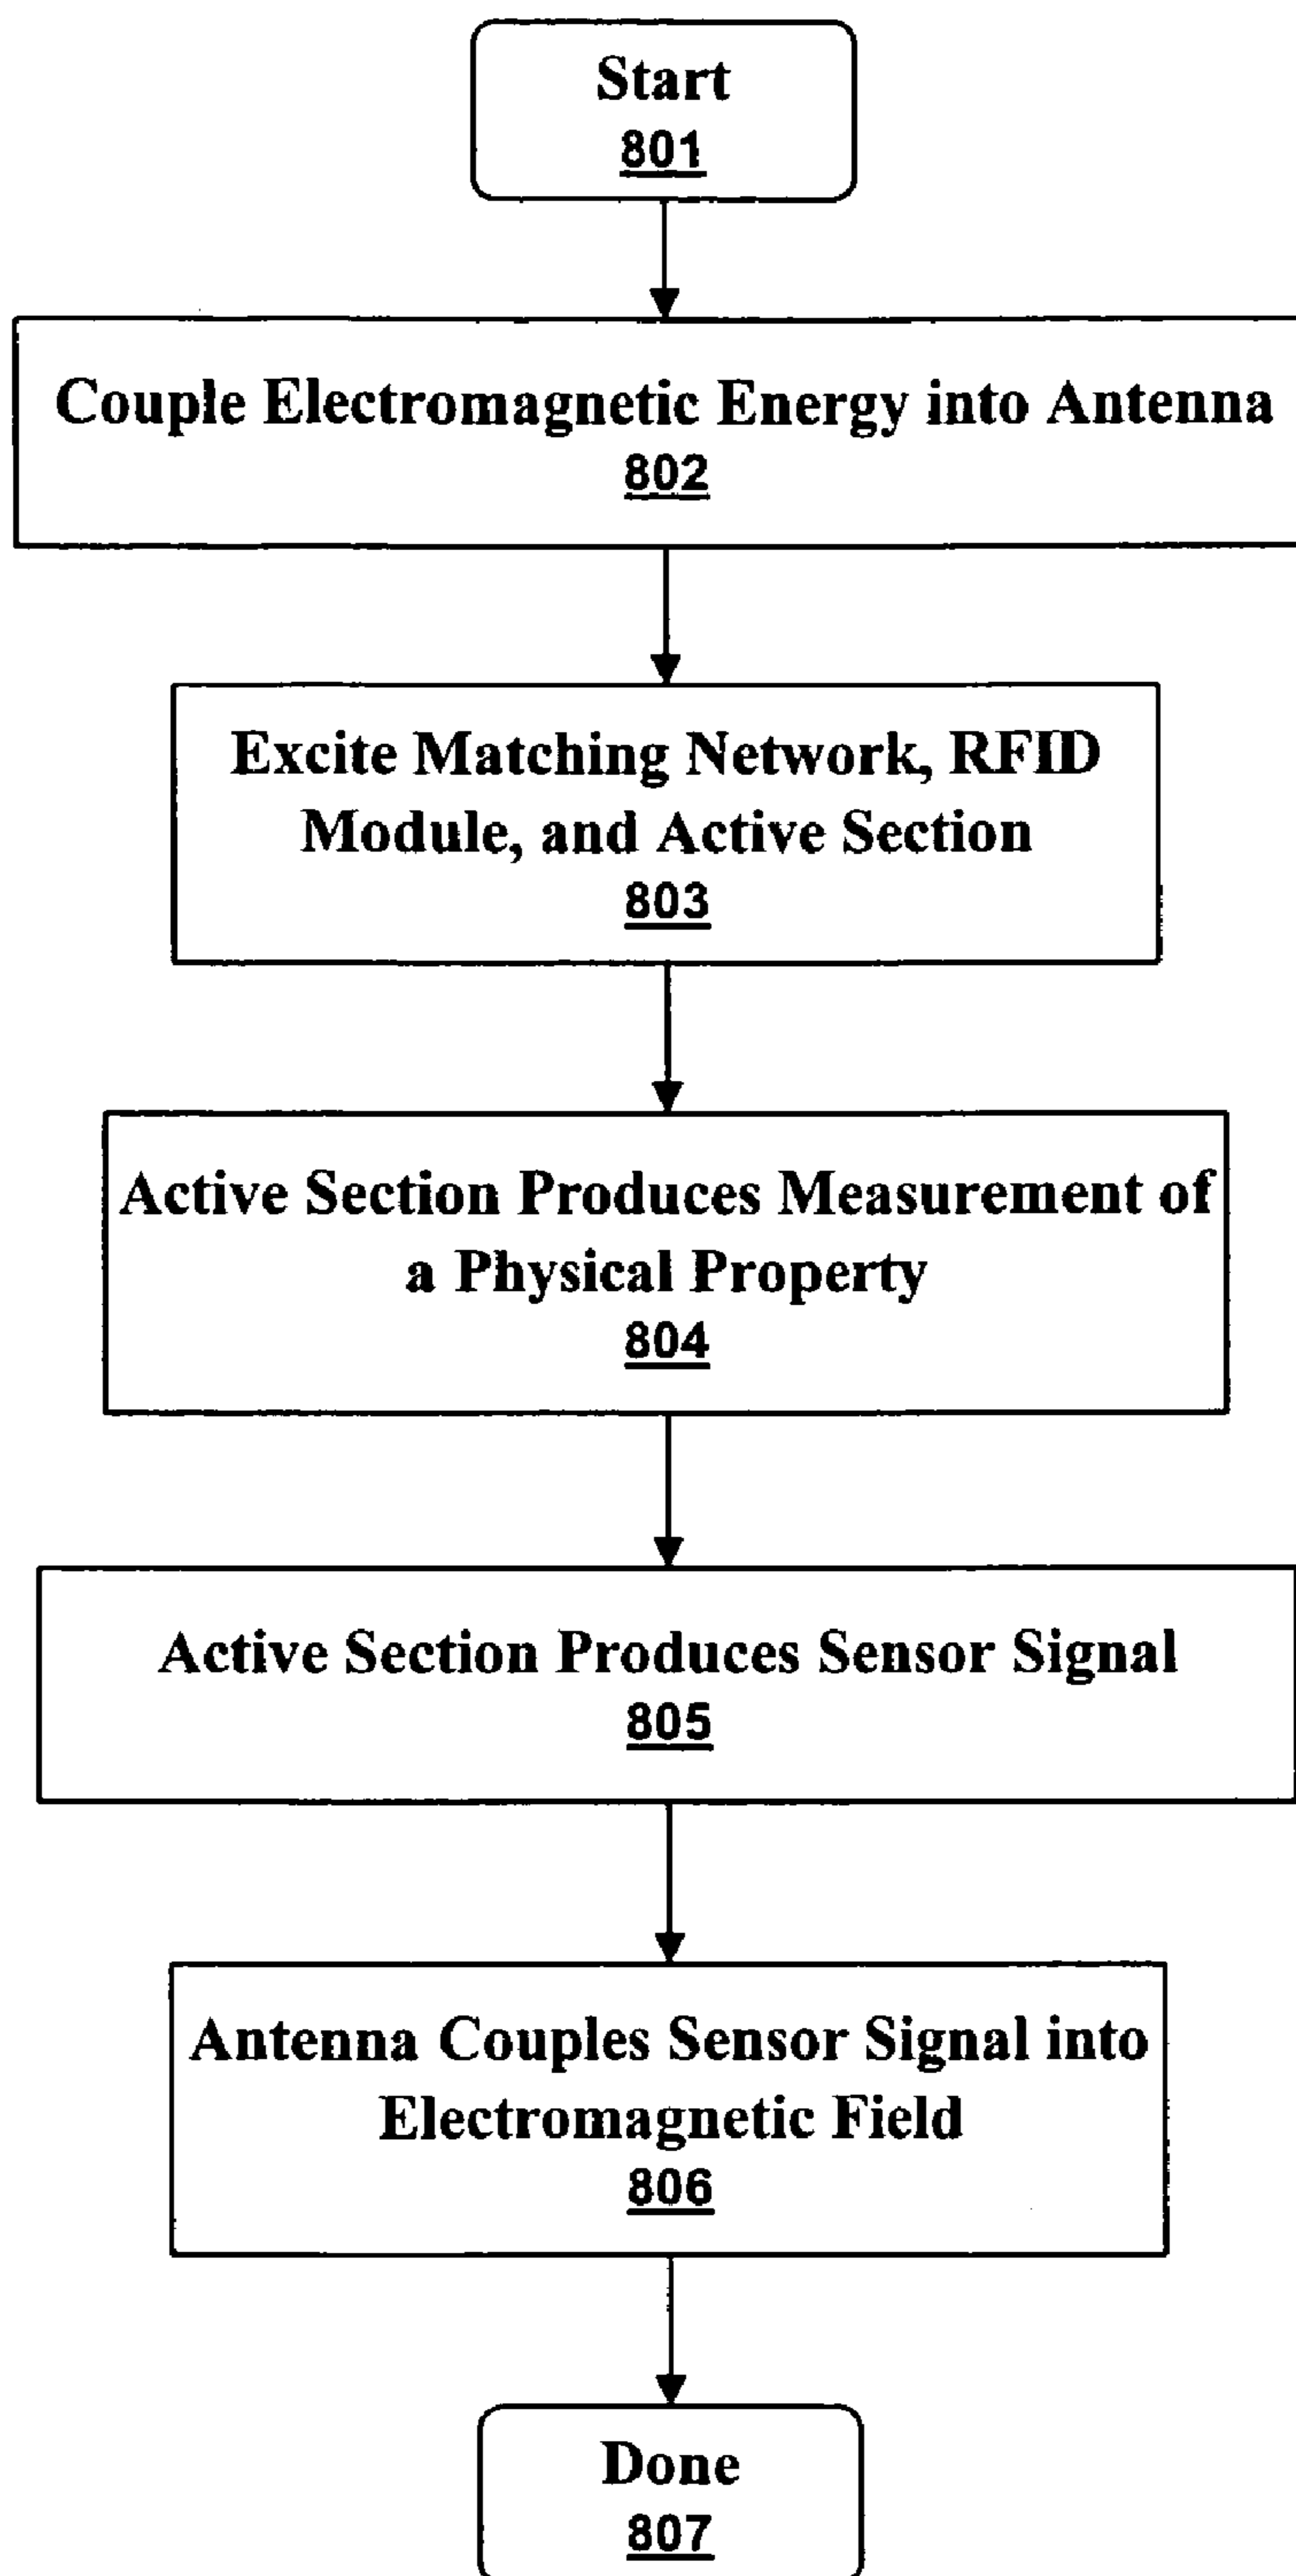 Start
801
Couple Electromagnetic Energy into Antenna
802
Excite Matching Network, RFID
Module, and Active Section
803
Active Section Produces Measurement of
a Physical Property
804
Active Section Produces Sensor Signal
805
Antenna Couples Sensor Signal into
Electromagnetic Field
806
Done
807